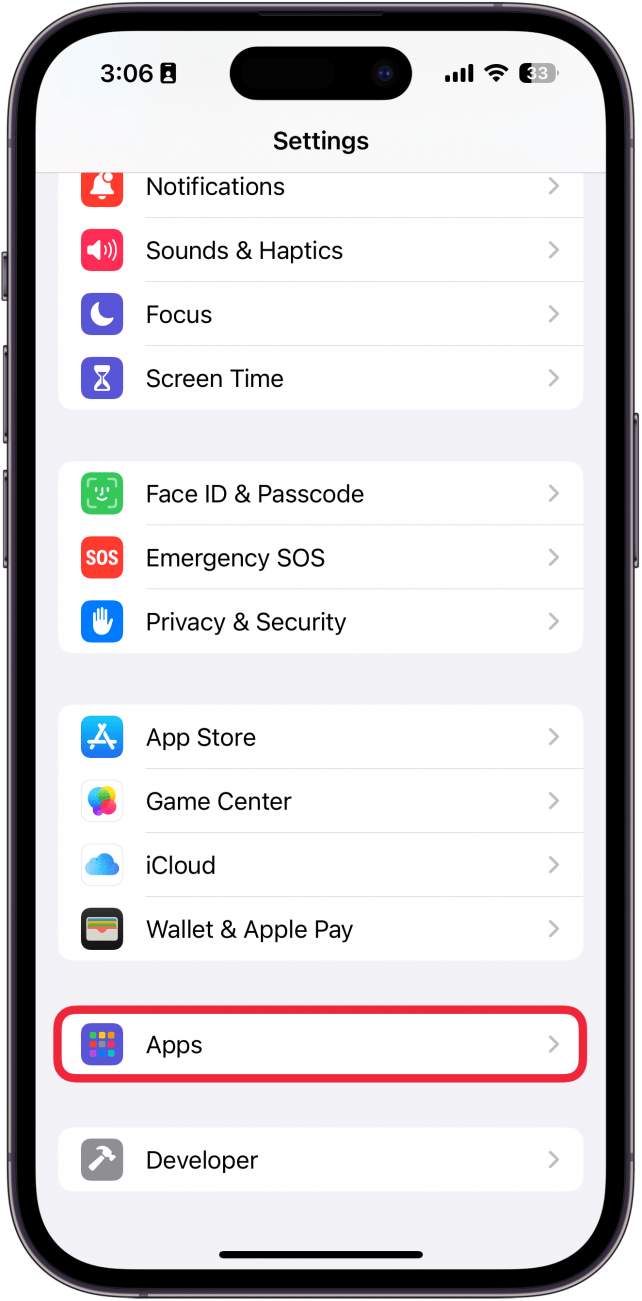 3:06
33
Settings
Notifications
Sounds & Haptics
Focus
Screen Time
Face ID & Passcode
SOS
Emergency SOS
Privacy & Security
App Store
Game Center
iCloud
Wallet & Apple Pay
Apps
Developer